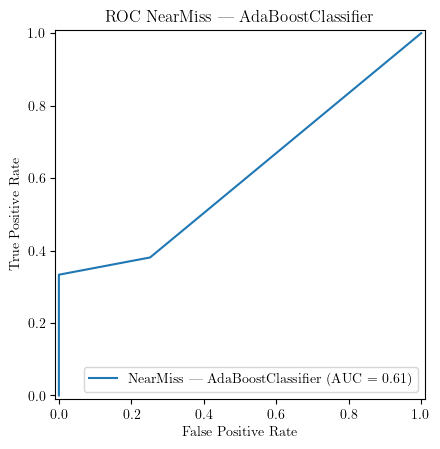 ROC NearMiss — AdaBoostClassifier
1.0
0.8
0.6
0.4
0.2
0.0
True Positive Rate
NearMiss — AdaBoostClassifier (AUC = 0.61)
0.0 0.2 0.4 0.6 0.8 1.0
False Positive Rate